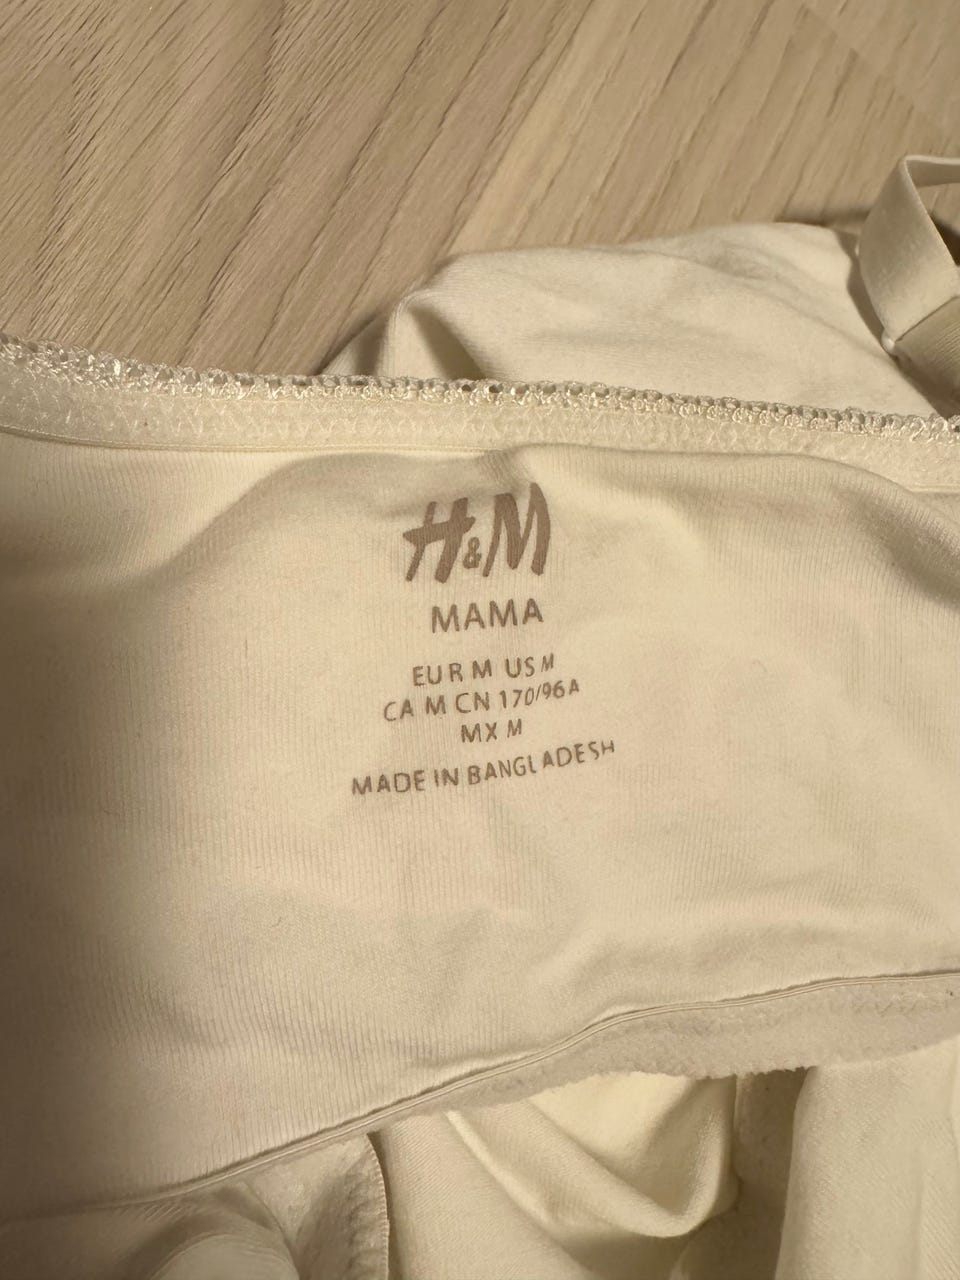 H&M
MAMA
EUR M US M
CA M CN 170/96A
MX M
MADE IN BANGLADESH